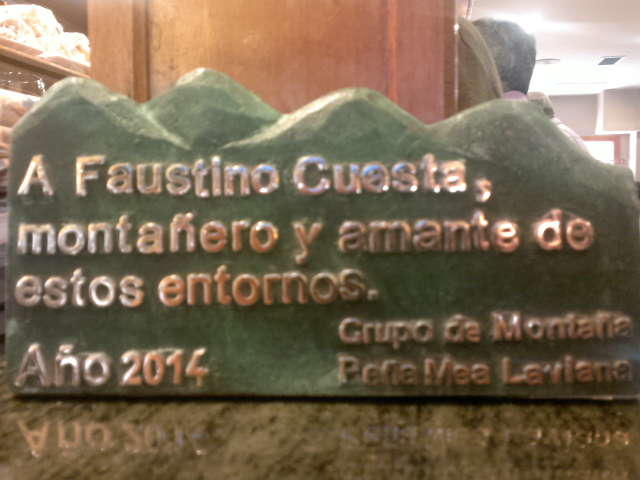 A Faustino Cuesta,
montañero y amante de
estos entornos.
Grupo de Montaña
Año 2014
Peña Mea Laviana